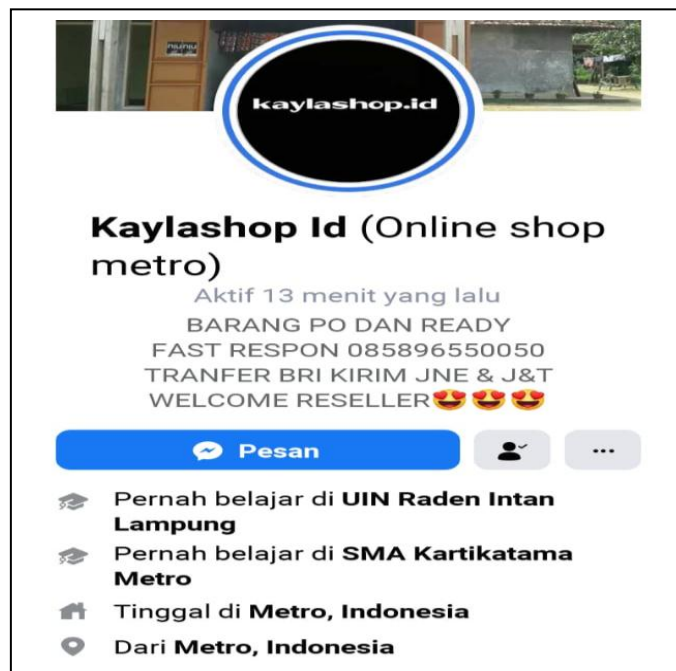 kaylashop.id
Kaylashop Id (Online shop
metro)
Aktif 13 menit yang lalu
BARANG PO DAN READY
FAST RESPON 085896550050
TRANFER BRI KIRIM JNE & J&T
WELCOME RESELLER😍😍😍
Pesan
Pernah belajar di UIN Raden Intan
Lampung
Pernah belajar di SMA Kartikatama
Metro
Tinggal di Metro, Indonesia
Dari Metro, Indonesia